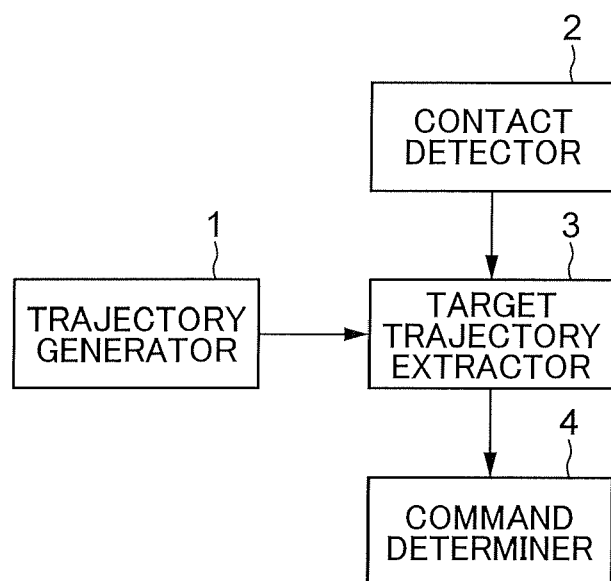 2
CONTACT
DETECTOR
1
TRAJECTORY
GENERATOR
3
TARGET
TRAJECTORY
EXTRACTOR
4
COMMAND
DETERMINER